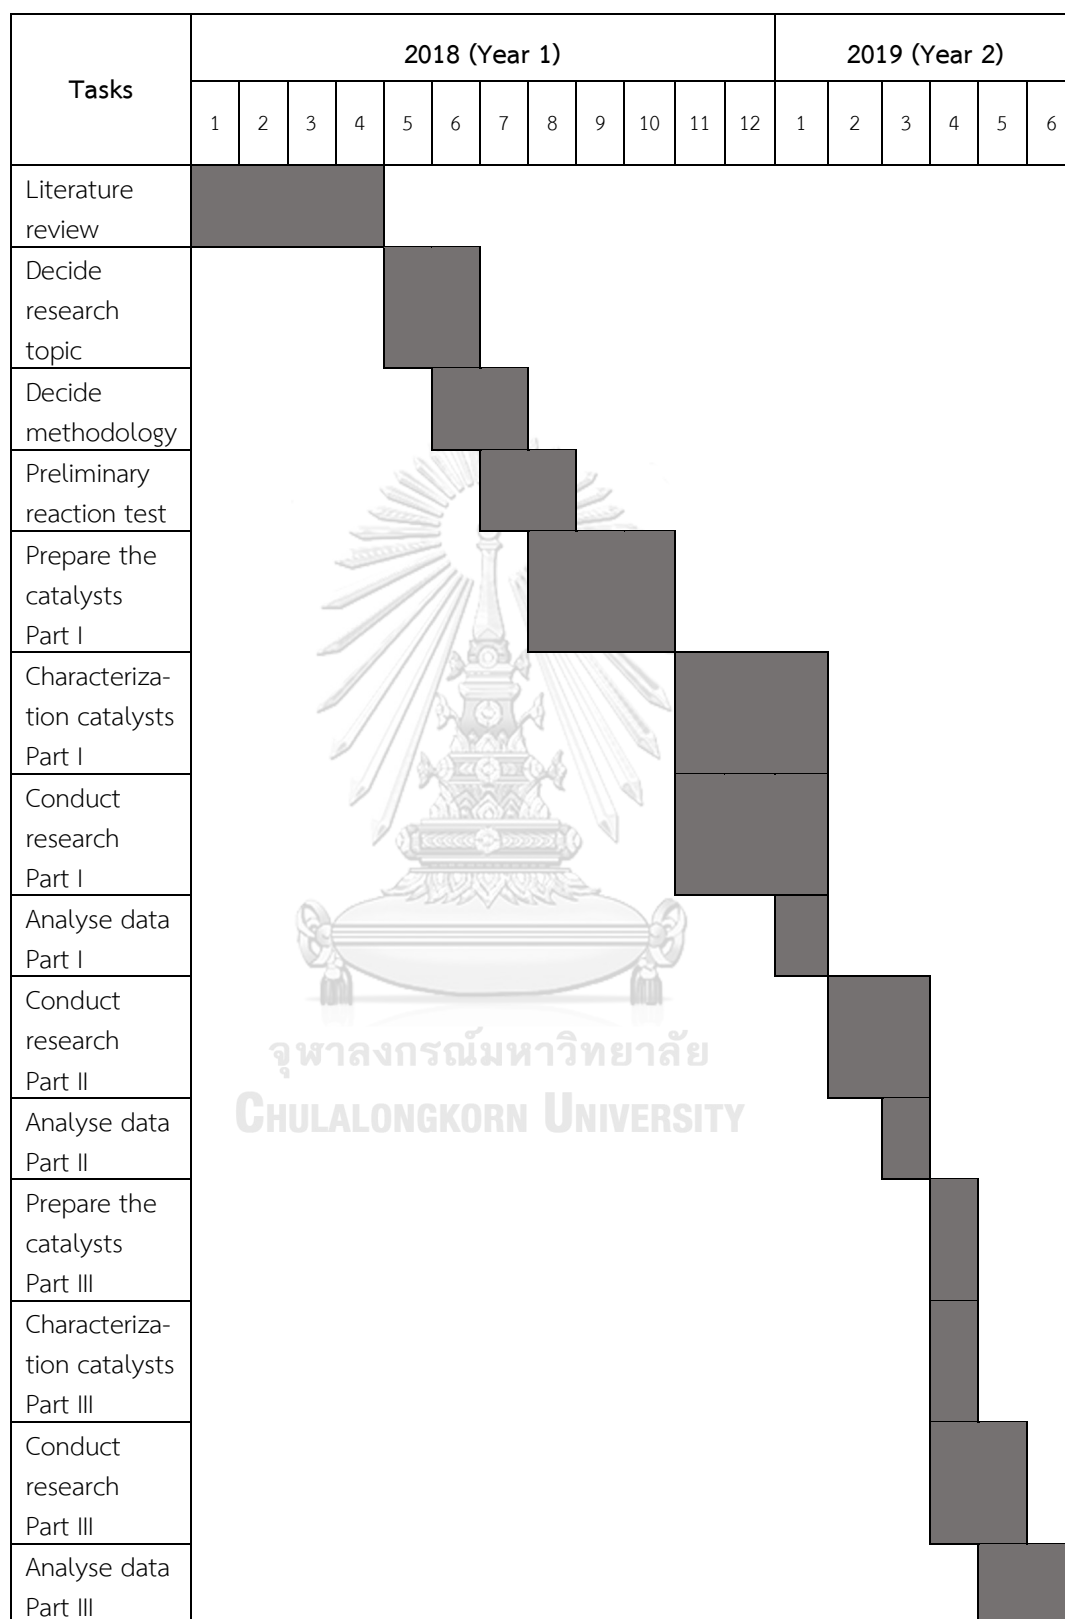 Tasks
2018 (Year 1)
2019 (Year 2)
1 2 3 4 5 6 7 8 9 10 11 12 1 2 3 4 5 6
Literature
review
Decide
research
topic
Decide
methodology
Preliminary
reaction test
Prepare the
catalysts
Part I
Characteriza-
tion catalysts
Part I
Conduct
research
Part I
Analyse data
Part I
Conduct
research
Part II
Analyse data
Part II
Prepare the
catalysts
Part III
Characteriza-
tion catalysts
Part III
Conduct
research
Part III
Analyse data
Part III
จุฬาลงกรณ์มหาวิทยาลัย
CHULALONGKORN UNIVERSITY